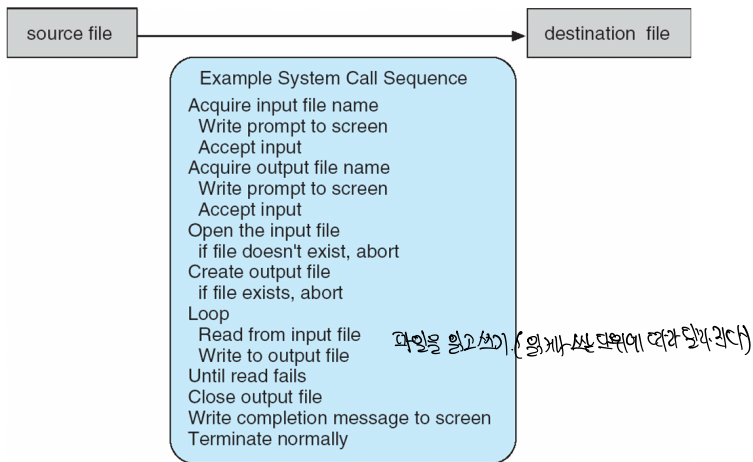 source file
destination file
Example System Call Sequence
Acquire input file name
Write prompt to screen
Accept input
Acquire output file name
Write prompt to screen
Accept input
Open the input file
if file doesn't exist, abort
Create output file
if file exists, abort
Loop
Read from input file
Write to output file
파일을 읽고쓰기. (읽거나 쓸 단위에 따라 달라진다)
Until read fails
Close output file
Write completion message to screen
Terminate normally